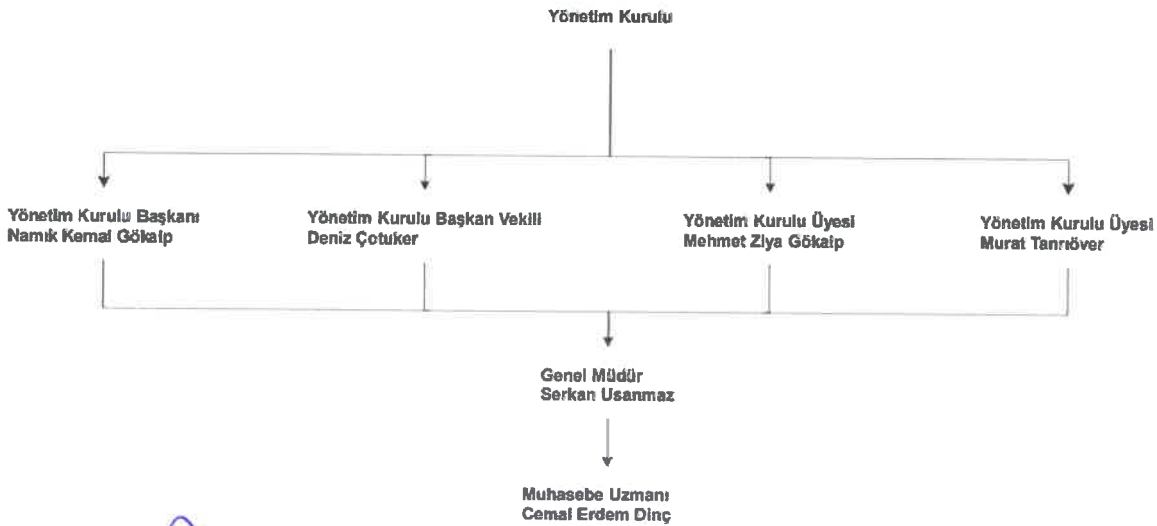 Yönetim Kurulu
Yönetim Kurulu Başkanı
Namık Kemal Gökalp
Yönetim Kurulu Başkan Vekili
Deniz Çotuker
Yönetim Kurulu Üyesi
Mehmet Ziya Gökalp
Yönetim Kurulu Üyesi
Murat Tanrıöver
Genel Müdür
Serkan Usanmaz
Muhasebe Uzmanı
Cemal Erdem Dinç